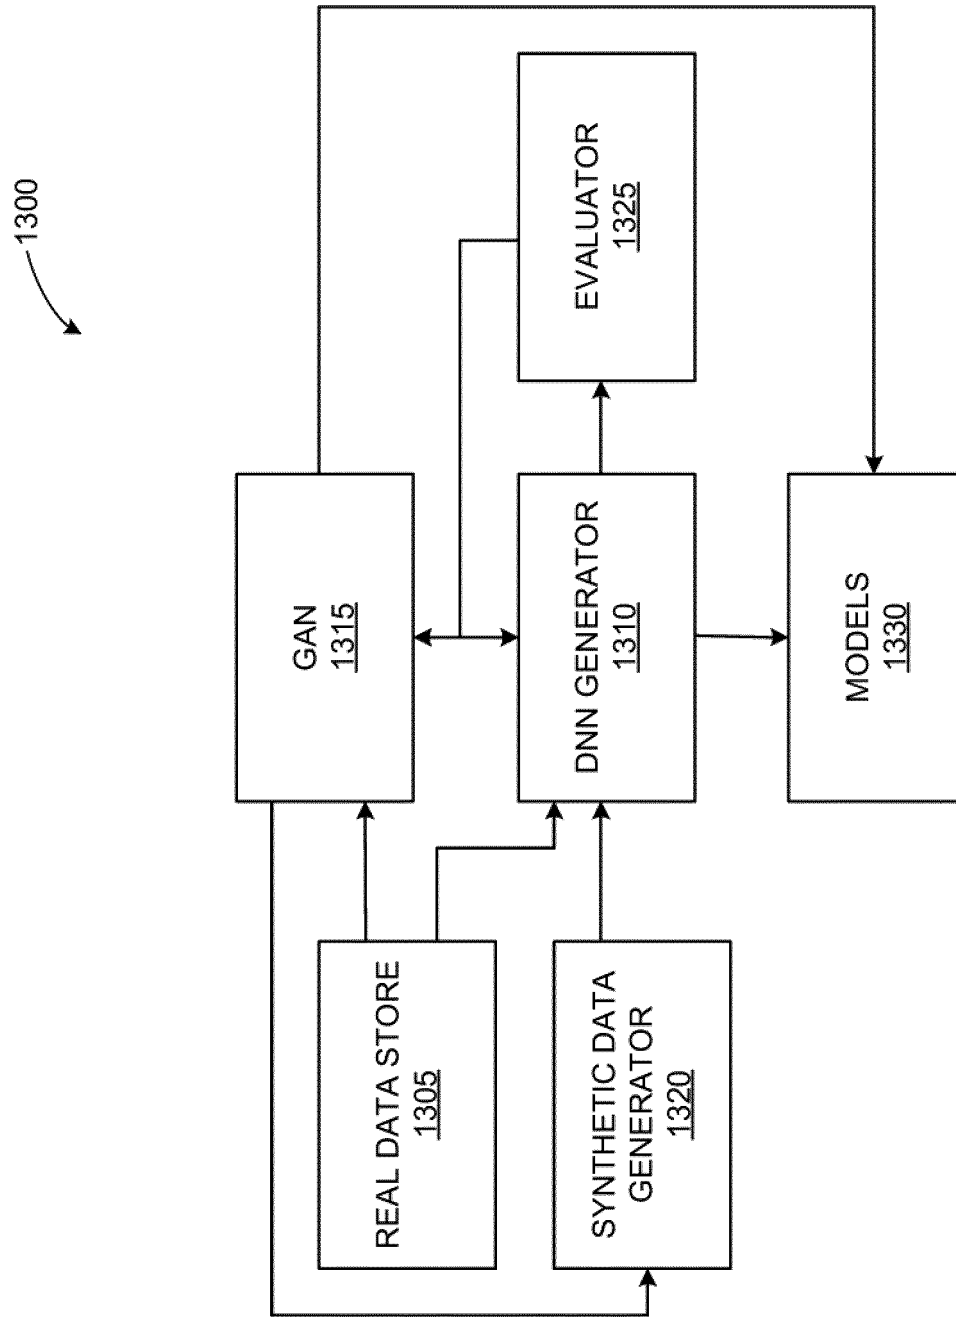 1300
REAL DATA STORE
1305
SYNTHETIC DATA
GENERATOR
1320
GAN
1315
DNN GENERATOR
1310
MODELS
1330
EVALUATOR
1325